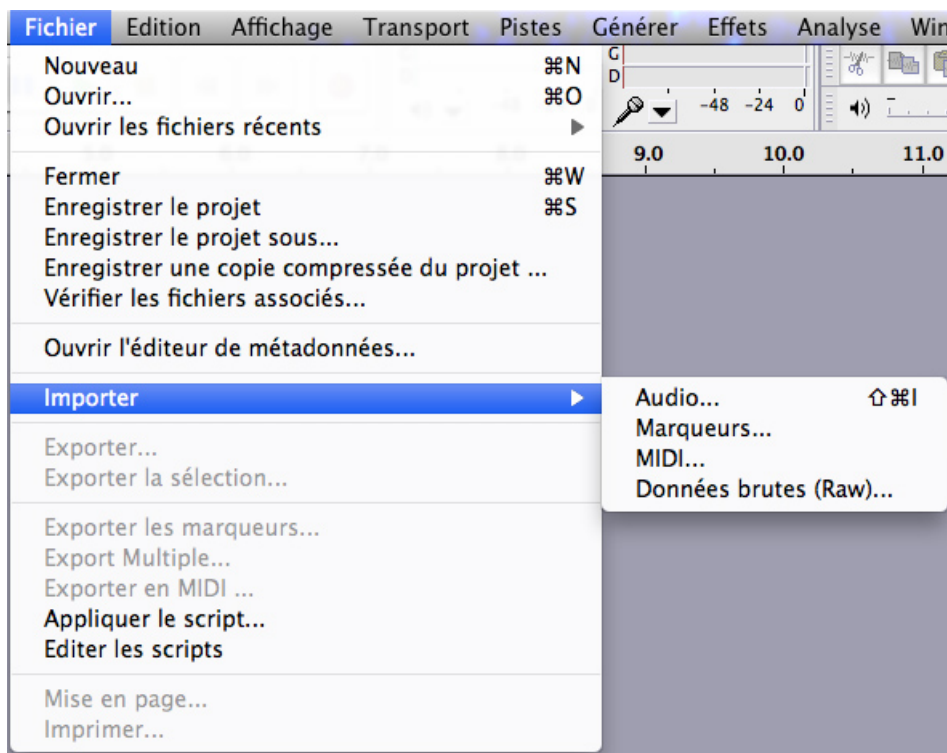 Fichier Edition Affichage Transport Pistes Générer Effets Analyse Win
Nouveau ⌘N
Ouvrir... ⌘O
Ouvrir les fichiers récents
Fermer ⌘W
Enregistrer le projet ⌘S
Enregistrer le projet sous...
Enregistrer une copie compressée du projet ...
Vérifier les fichiers associés...
Ouvrir l'éditeur de métadonnées...
Importer
Exporter...
Exporter la sélection...
Exporter les marqueurs...
Export Multiple...
Exporter en MIDI ...
Appliquer le script...
Editer les scripts
Mise en page...
Imprimer...
G
D
-48 -24 0
9.0 10.0 11.0
Audio... ⇧⌘I
Marqueurs...
MIDI...
Données brutes (Raw)...